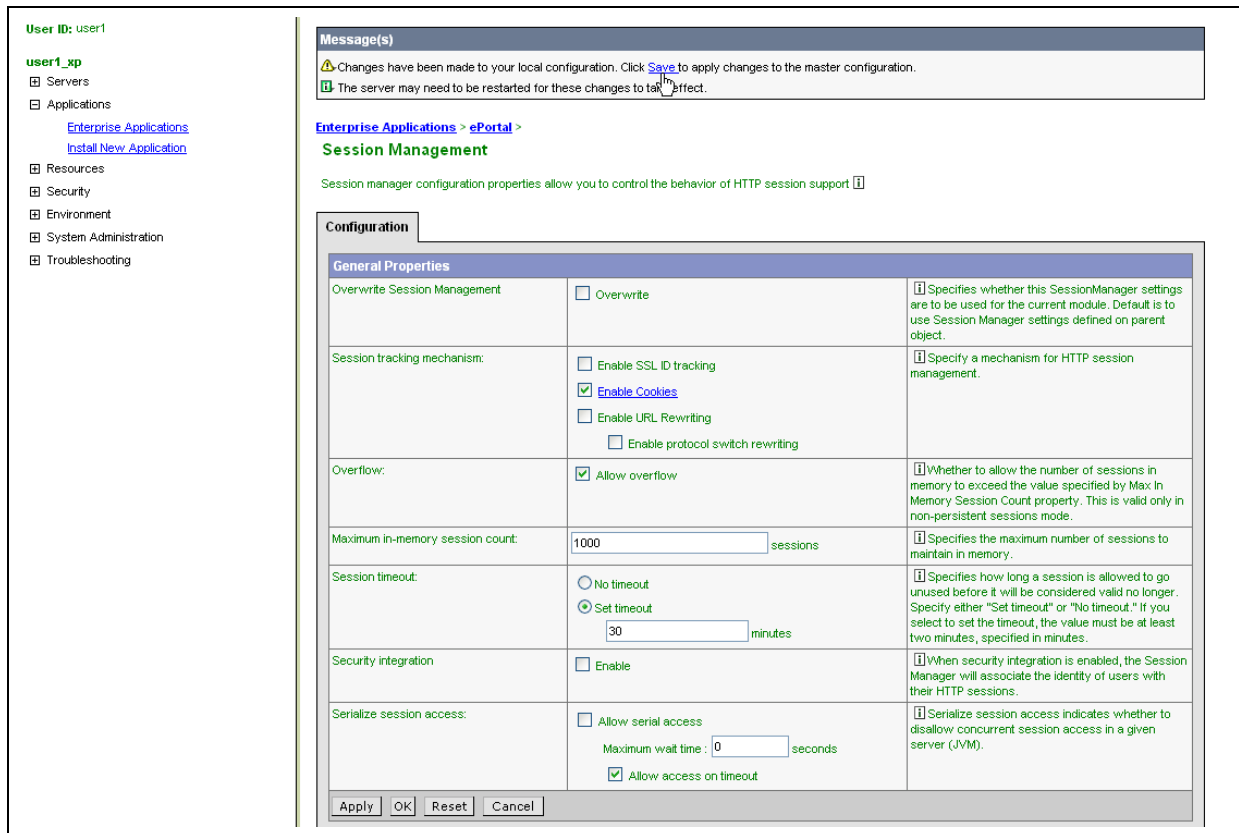 User ID: user1
user1_xp
Servers
Applications
Enterprise Applications
Install New Application
Resources
Security
Environment
System Administration
Troubleshooting
Message(s)
Changes have been made to your local configuration. Click Save to apply changes to the master configuration.
The server may need to be restarted for these changes to take effect.
Enterprise Applications > ePortal >
Session Management
Session manager configuration properties allow you to control the behavior of HTTP session support
Configuration
General Properties
Overwrite Session Management
Overwrite
Specifies whether this SessionManager settings
are to be used for the current module. Default is to
use Session Manager settings defined on parent
object.
Session tracking mechanism:
Enable SSL ID tracking
Enable Cookies
Enable URL Rewriting
Enable protocol switch rewriting
Specify a mechanism for HTTP session
management.
Overflow:
Allow overflow
Whether to allow the number of sessions in
memory to exceed the value specified by Max In
Memory Session Count property. This is valid only in
non-persistent sessions mode.
Maximum in-memory session count:
1000 sessions
Specifies the maximum number of sessions to
maintain in memory.
Session timeout:
No timeout
Set timeout
30 minutes
Specifies how long a session is allowed to go
unused before it will be considered valid no longer.
Specify either "Set timeout" or "No timeout." If you
select to set the timeout, the value must be at least
two minutes, specified in minutes.
Security integration
Enable
When security integration is enabled, the Session
Manager will associate the identity of users with
their HTTP sessions.
Serialize session access:
Allow serial access
Maximum wait time : 0 seconds
Allow access on timeout
Serialize session access indicates whether to
disallow concurrent session access in a given
server (JVM).
Apply OK Reset Cancel